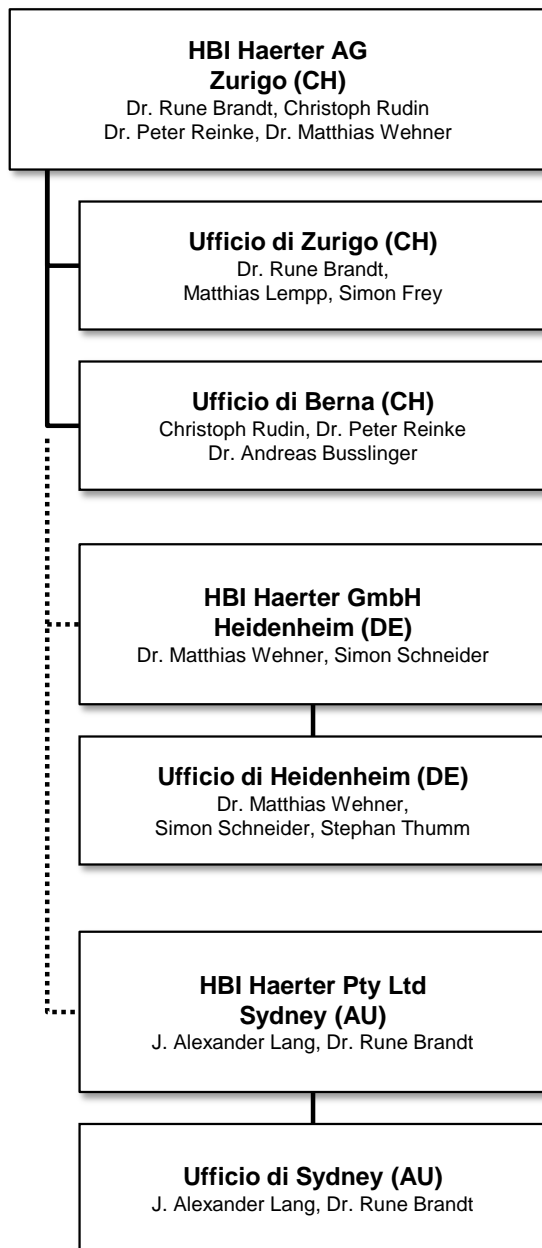 HBI Haerter AG
Zurigo (CH)
Dr. Rune Brandt, Christoph Rudin
Dr. Peter Reinke, Dr. Matthias Wehner
Ufficio di Zurigo (CH)
Dr. Rune Brandt,
Matthias Lempp, Simon Frey
Ufficio di Berna (CH)
Christoph Rudin, Dr. Peter Reinke
Dr. Andreas Busslinger
HBI Haerter GmbH
Heidenheim (DE)
Dr. Matthias Wehner, Simon Schneider
Ufficio di Heidenheim (DE)
Dr. Matthias Wehner,
Simon Schneider, Stephan Thumm
HBI Haerter Pty Ltd
Sydney (AU)
J. Alexander Lang, Dr. Rune Brandt
Ufficio di Sydney (AU)
J. Alexander Lang, Dr. Rune Brandt